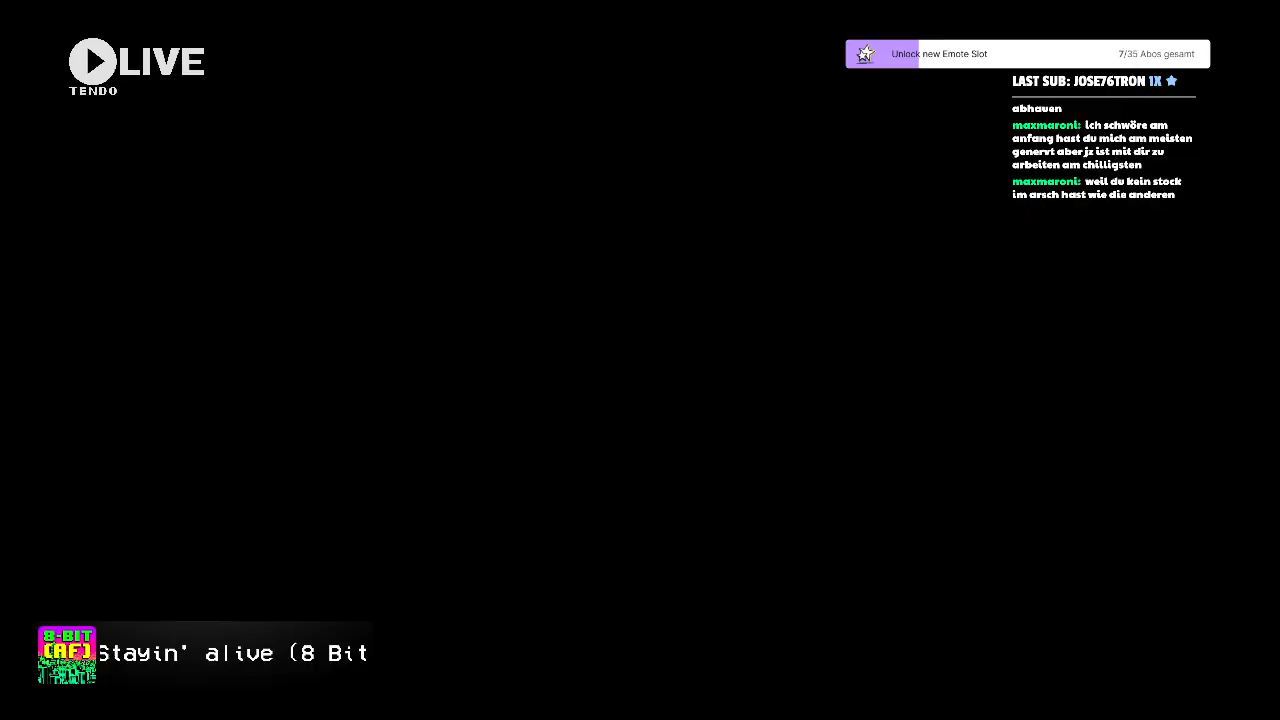 LIVE
TENDO
Unlock new Emote Slot 7/35 Abos gesamt
LAST SUB: JOSE76TRON 1X
abhauen
maxmaroni: Ich schwöre am
anfang hast du mich am meisten
genervt aber jz ist mit dir zu
arbeiten am chilligsten
maxmaroni: weil du kein stock
im arsch hast wie die anderen
8-BIT
(AF)
Stayin' alive (8 Bit